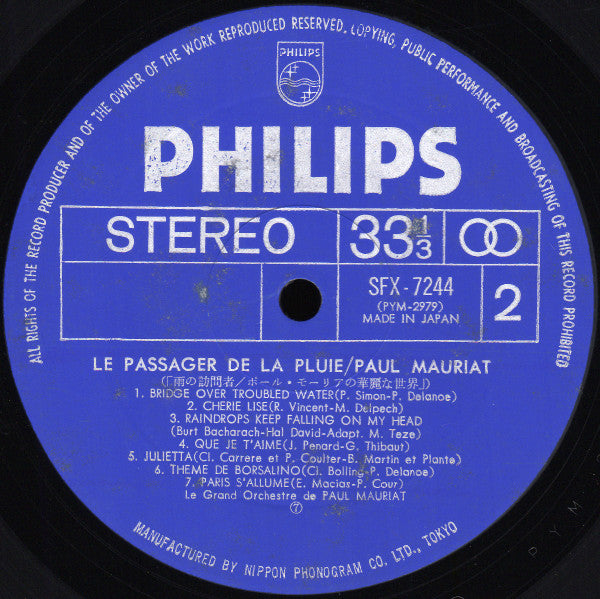 ALL RIGHTS OF THE RECORD PRODUCER AND OF THE OWNER OF THE WORK REPRODUCED RESERVED. COPYING, PUBLIC PERFORMANCE AND BROADCASTING OF THIS RECORD PROHIBITED
PHILIPS
PHILIPS
STEREO 33 1/3
SFX-7244
(PYM-2979)
MADE IN JAPAN
2
LE PASSAGER DE LA PLUIE/PAUL MAURIAT
(「雨の訪問者/ポール・モーリアの華麗な世界」)
1. BRIDGE OVER TROUBLED WATER(P. Simon-P. Delanoe)
2. CHERIE LISE(R. Vincent-M. Delpech)
3. RAINDROPS KEEP FALLING ON MY HEAD
(Burt Bacharach-Hal David-Adapt. M. Teze)
4. QUE JE T'AIME(J. Renard-G. Thibaut)
5. JULIETTA(Cl. Carrere et P. Coulter-B. Martin et Plante)
6. THEME DE BORSALINO(Cl. Bolling-P. Delanoe)
7. PARIS S'ALLUME(E. Macias-P. Cour)
Le Grand Orchestre de PAUL MAURIAT
⑦
MANUFACTURED BY NIPPON PHONOGRAM CO. LTD., TOKYO
P Y M